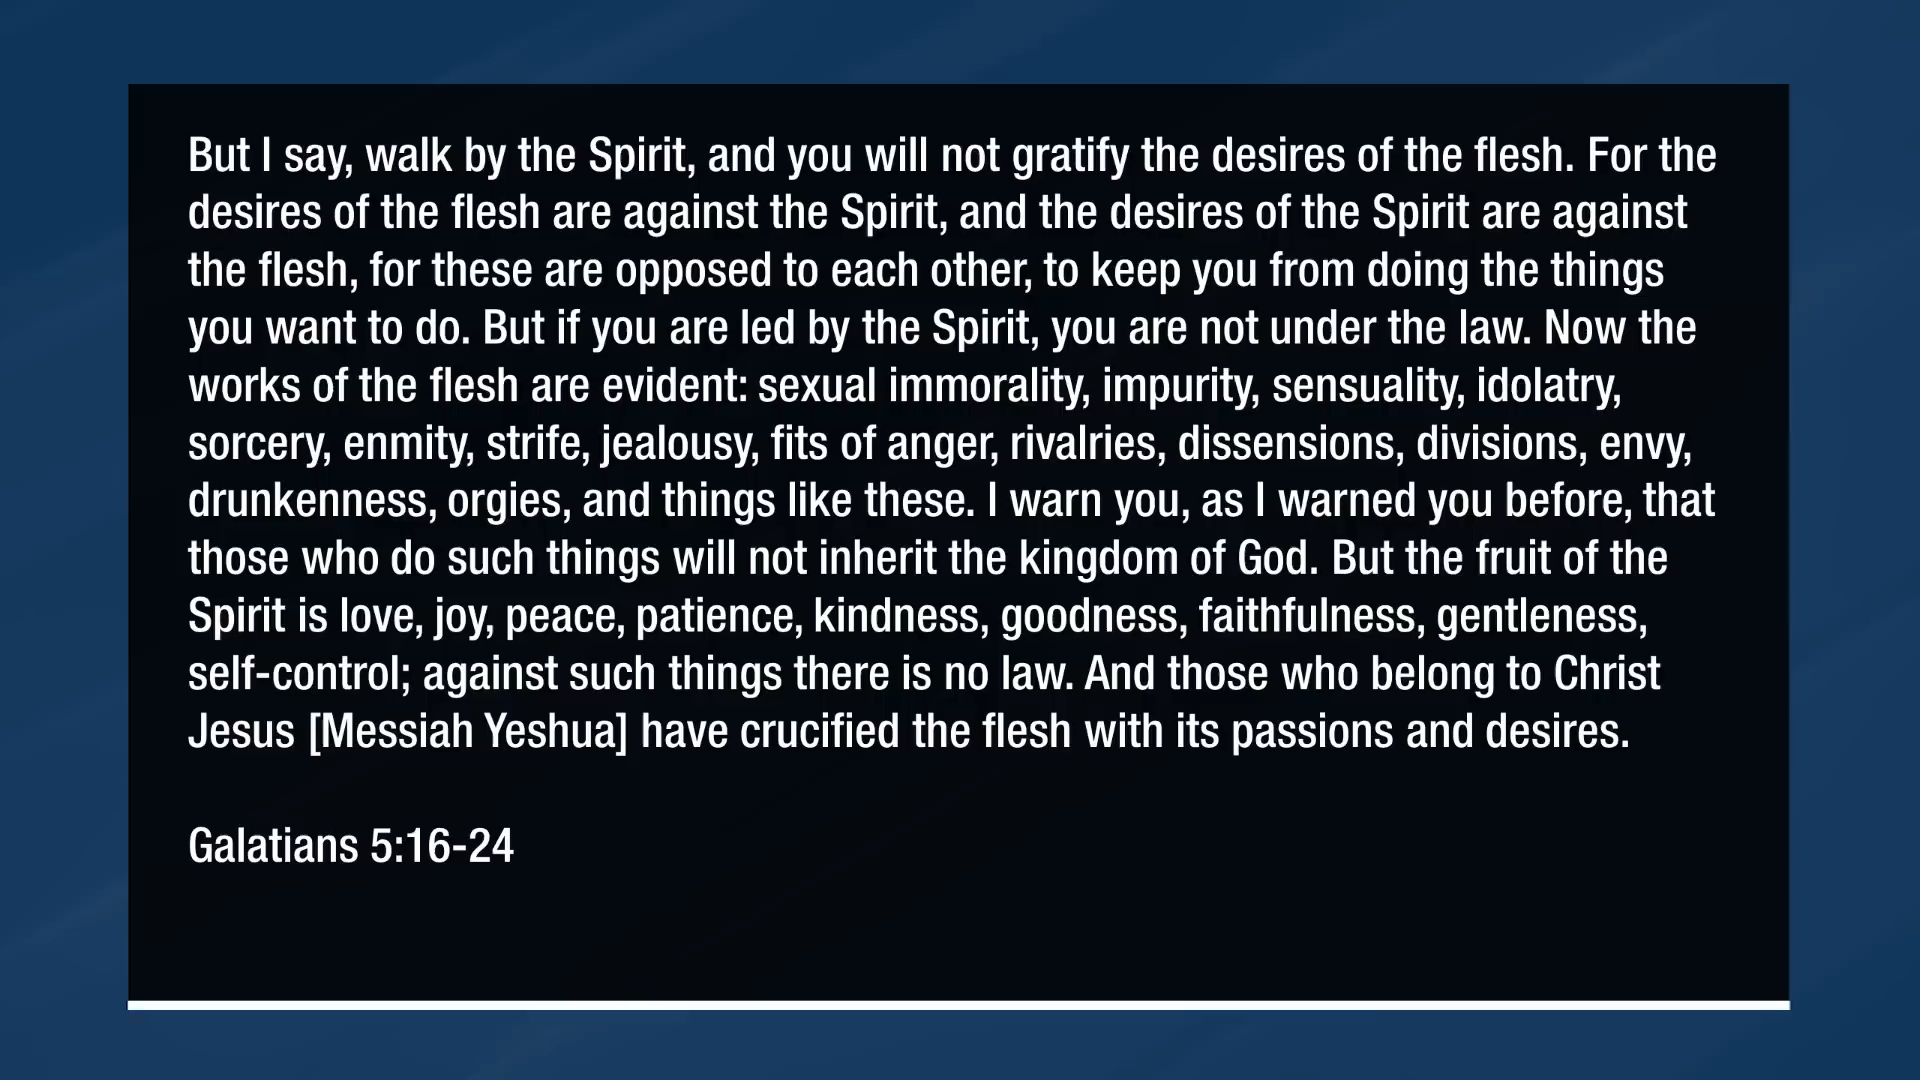 But I say, walk by the Spirit, and you will not gratify the desires of the flesh. For the
desires of the flesh are against the Spirit, and the desires of the Spirit are against
the flesh, for these are opposed to each other, to keep you from doing the things
you want to do. But if you are led by the Spirit, you are not under the law. Now the
works of the flesh are evident: sexual immorality, impurity, sensuality, idolatry,
sorcery, enmity, strife, jealousy, fits of anger, rivalries, dissensions, divisions, envy,
drunkenness, orgies, and things like these. I warn you, as I warned you before, that
those who do such things will not inherit the kingdom of God. But the fruit of the
Spirit is love, joy, peace, patience, kindness, goodness, faithfulness, gentleness,
self-control; against such things there is no law. And those who belong to Christ
Jesus [Messiah Yeshua] have crucified the flesh with its passions and desires.
Galatians 5:16-24